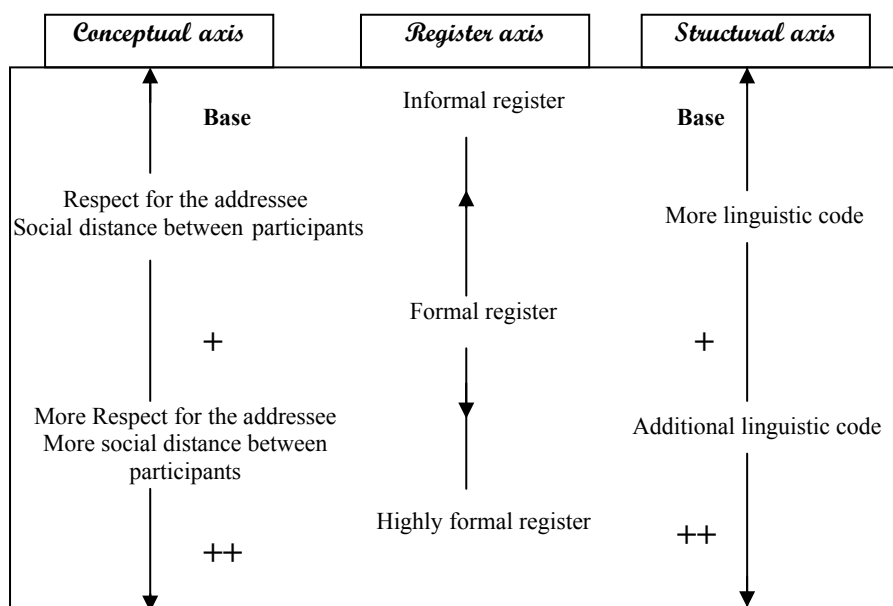 Conceptual axis
Register axis
Structural axis
Base
Informal register
Base
Respect for the addressee
Social distance between participants
More linguistic code
Formal register
+
+
More Respect for the addressee
More social distance between
participants
Additional linguistic code
Highly formal register
++
++